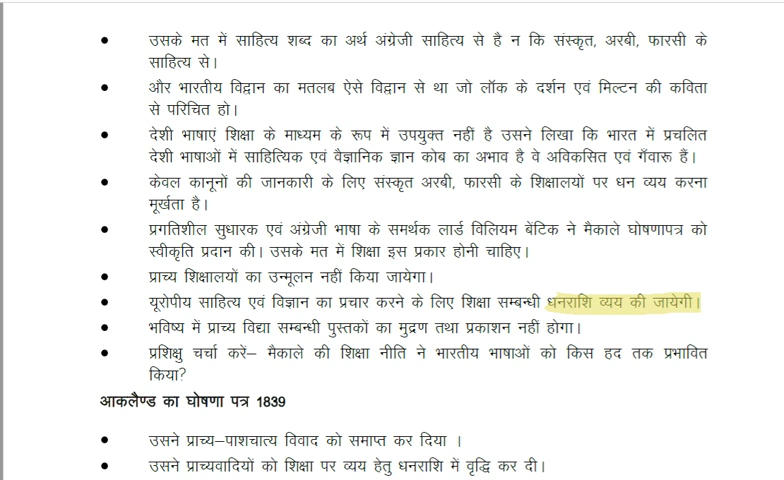 • उसके मत में साहित्य शब्द का अर्थ अंग्रेजी साहित्य से है न कि संस्कृत, अरबी, फारसी के
साहित्य से।
• और भारतीय विद्वान का मतलब ऐसे विद्वान से था जो लॉक के दर्शन एवं मिल्टन की कविता
से परिचित हो।
• देशी भाषाएं शिक्षा के माध्यम के रूप में उपयुक्त नहीं है उसने लिखा कि भारत में प्रचलित
देशी भाषाओं में साहित्यिक एवं वैज्ञानिक ज्ञान कोब का अभाव है वे अविकसित एवं गँवारू हैं।
• केवल कानूनों की जानकारी के लिए संस्कृत अरबी, फारसी के शिक्षालयों पर धन व्यय करना
मूर्खता है।
• प्रगतिशील सुधारक एवं अंग्रेजी भाषा के समर्थक लार्ड विलियम बेंटिक ने मैकाले घोषणापत्र को
स्वीकृति प्रदान की। उसके मत में शिक्षा इस प्रकार होनी चाहिए।
• प्राच्य शिक्षालयों का उन्मूलन नहीं किया जायेगा।
• यूरोपीय साहित्य एवं विज्ञान का प्रचार करने के लिए शिक्षा सम्बन्धी धनराशि व्यय की जायेगी।
• भविष्य में प्राच्य विद्या सम्बन्धी पुस्तकों का मुद्रण तथा प्रकाशन नहीं होगा।
• प्रशिक्षु चर्चा करें– मैकाले की शिक्षा नीति ने भारतीय भाषाओं को किस हद तक प्रभावित
किया?
आकलैण्ड का घोषणा पत्र 1839
• उसने प्राच्य–पाशचात्य विवाद को समाप्त कर दिया ।
• उसने प्राच्यवादियों को शिक्षा पर व्यय हेतु धनराशि में वृद्धि कर दी।